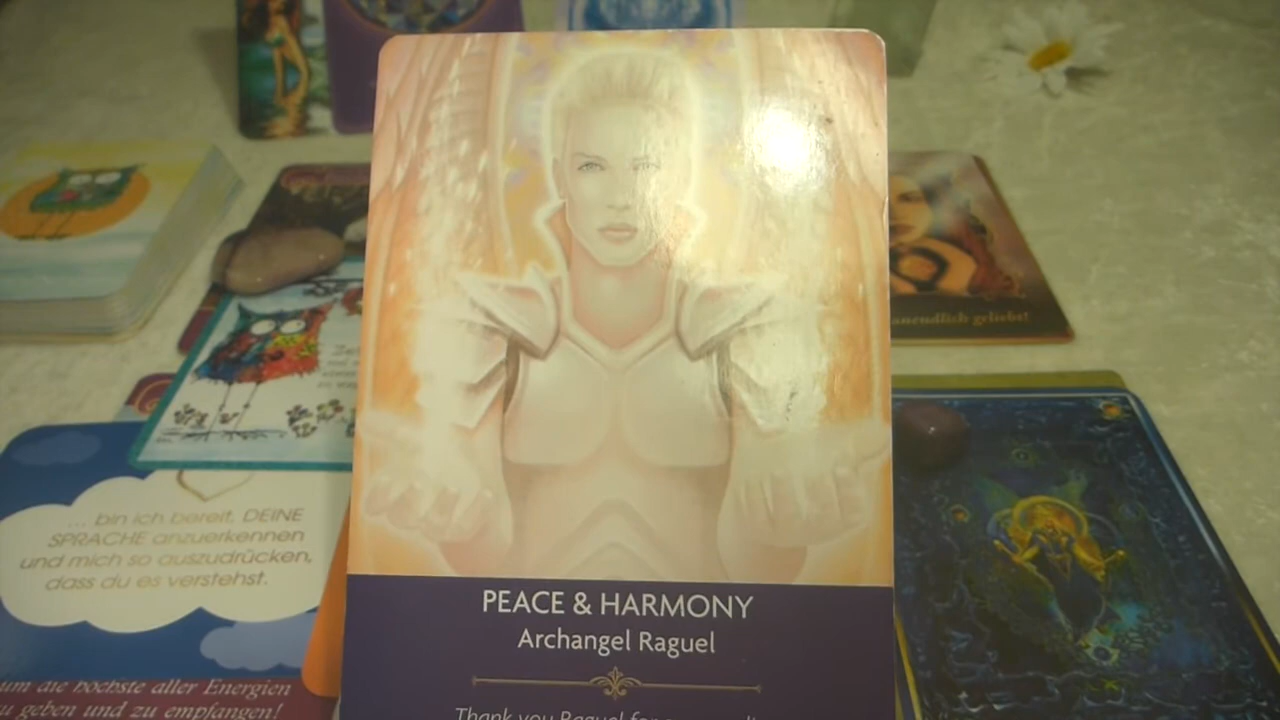 unendlich geliebt!
... bin ich bereit, DEINE
SPRACHE anzuerkennen
und mich so auszudrücken,
dass du es verstehst.
um die höchste aller Energien
u geben und zu empfangen!
PEACE & HARMONY
Archangel Raguel
Thank you Raguel for